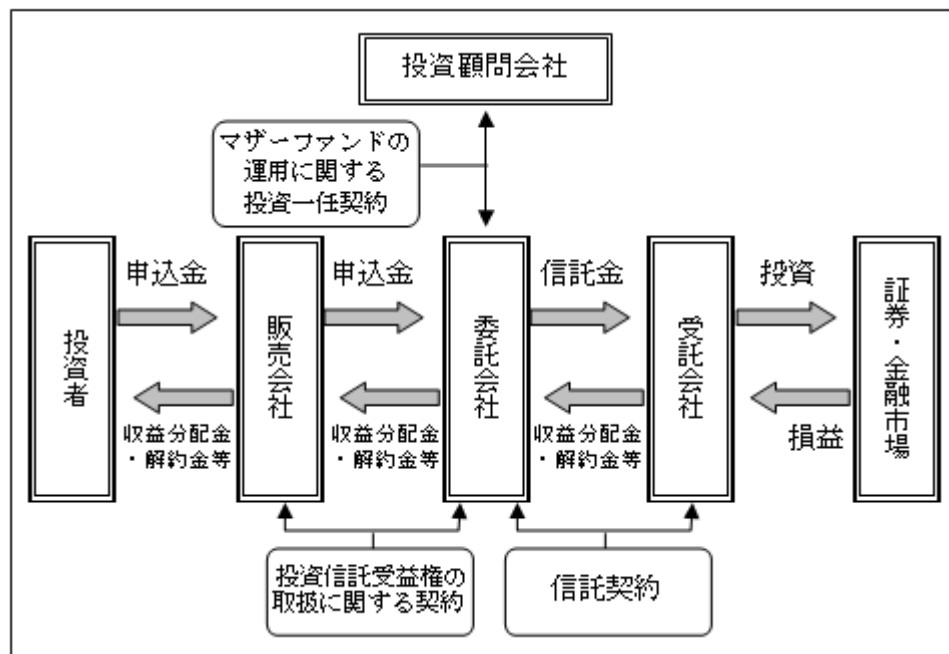 投資顧問会社
マザーファンドの
運用に関する
投資一任契約
投資者
申込金
収益分配金
・解約金等
販売会社
申込金
収益分配金
・解約金等
委託会社
信託金
収益分配金
・解約金等
受託会社
投資
損益
証券・金融市場
投資信託受益権の
取扱に関する契約
信託契約